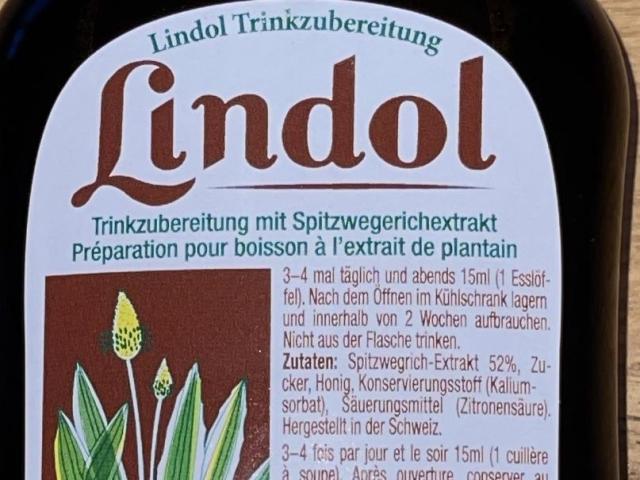 Lindol Trinkzubereitung
Lindol
Trinkzubereitung mit Spitzwegerichextrakt
Préparation pour boisson à l'extrait de plantain
3–4 mal täglich und abends 15ml (1 Esslöf-
fel). Nach dem Öffnen im Kühlschrank lagern
und innerhalb von 2 Wochen aufbrauchen.
Nicht aus der Flasche trinken.
Zutaten: Spitzwegrich-Extrakt 52%, Zu-
cker, Honig, Konservierungsstoff (Kalium-
sorbat), Säuerungsmittel (Zitronensäure).
Hergestellt in der Schweiz.
3–4 fois par jour et le soir 15ml (1 cuillère
à soupe). Après ouverture, conserver au